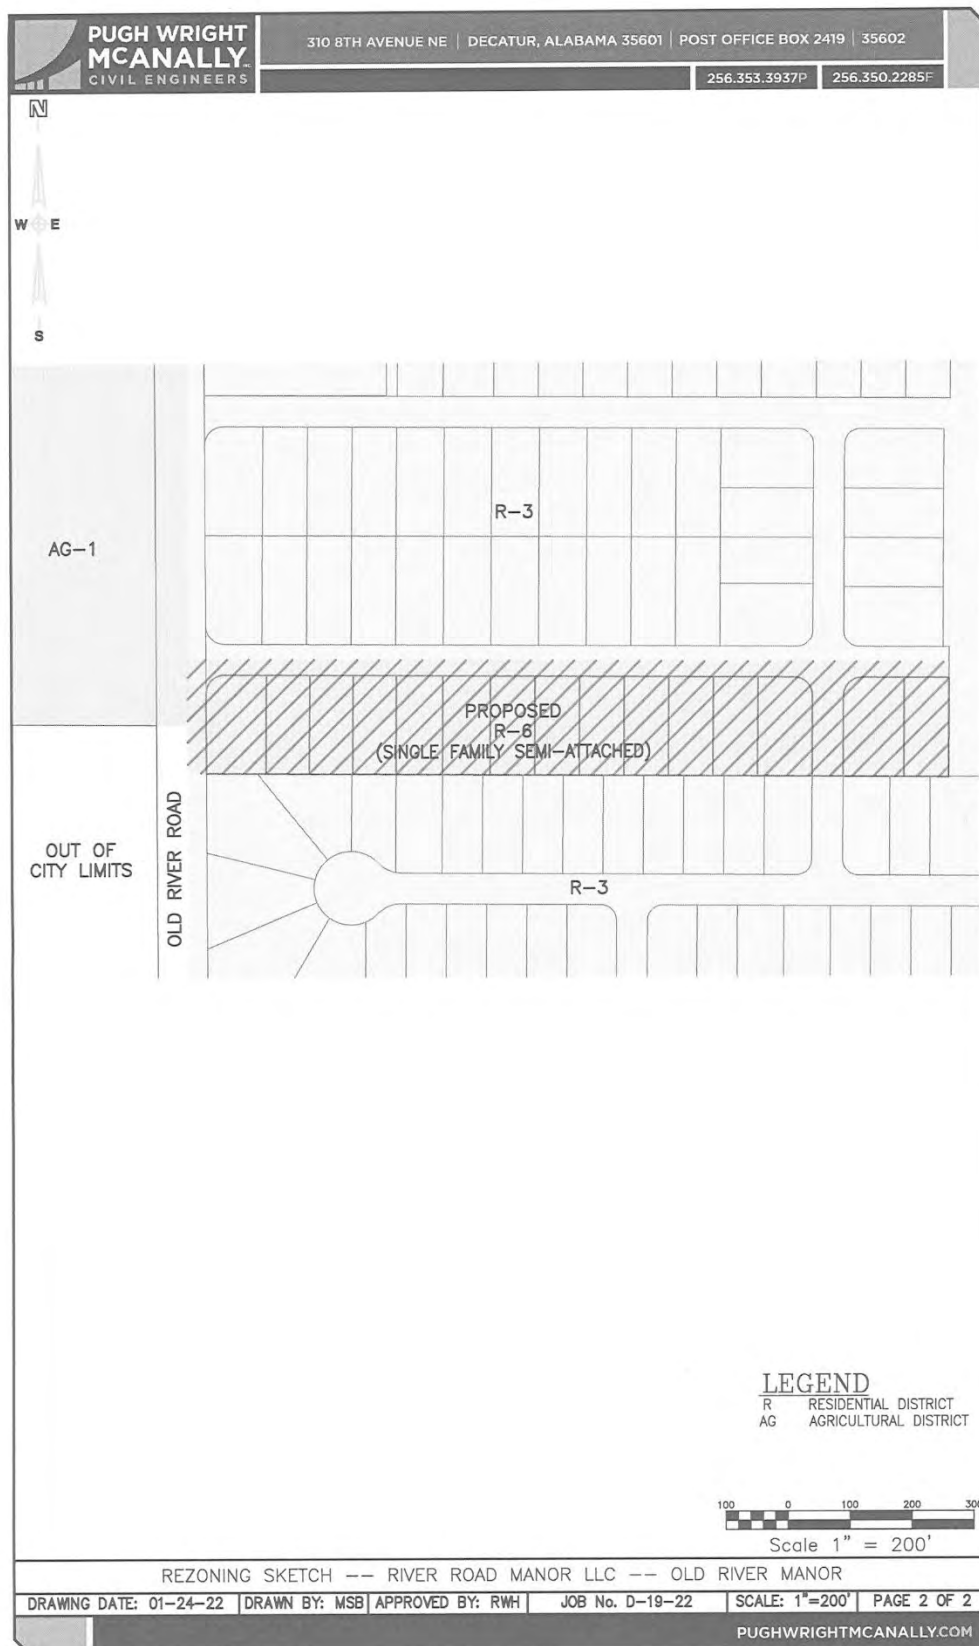 PUGH WRIGHT
MCANALLY INC.
CIVIL ENGINEERS
310 8TH AVENUE NE | DECATUR, ALABAMA 35601 | POST OFFICE BOX 2419 | 35602
256.353.3937P
256.350.2285F
N
W E
S
R-3
AG-1
PROPOSED
R-6
(SINGLE FAMILY SEMI-ATTACHED)
OLD RIVER ROAD
OUT OF
CITY LIMITS
R-3
LEGEND
R RESIDENTIAL DISTRICT
AG AGRICULTURAL DISTRICT
100 0 100 200 300
Scale 1" = 200'
REZONING SKETCH -- RIVER ROAD MANOR LLC -- OLD RIVER MANOR
DRAWING DATE: 01-24-22 DRAWN BY: MSB APPROVED BY: RWH JOB No. D-19-22 SCALE: 1"=200' PAGE 2 OF 2
PUGHWRIGHTMCANALLY.COM